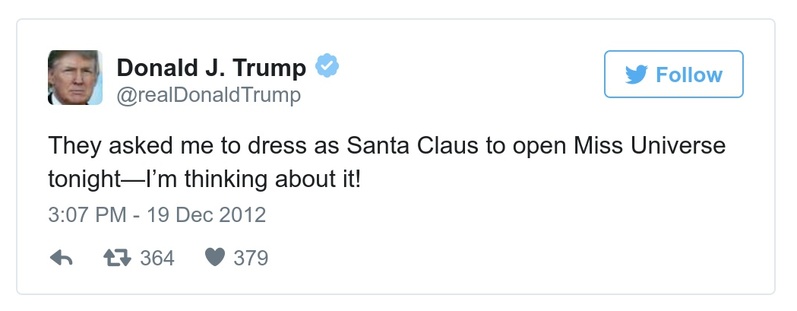 Donald J. Trump
@realDonaldTrump
Follow
They asked me to dress as Santa Claus to open Miss Universe
tonight—I’m thinking about it!
3:07 PM - 19 Dec 2012
364 379